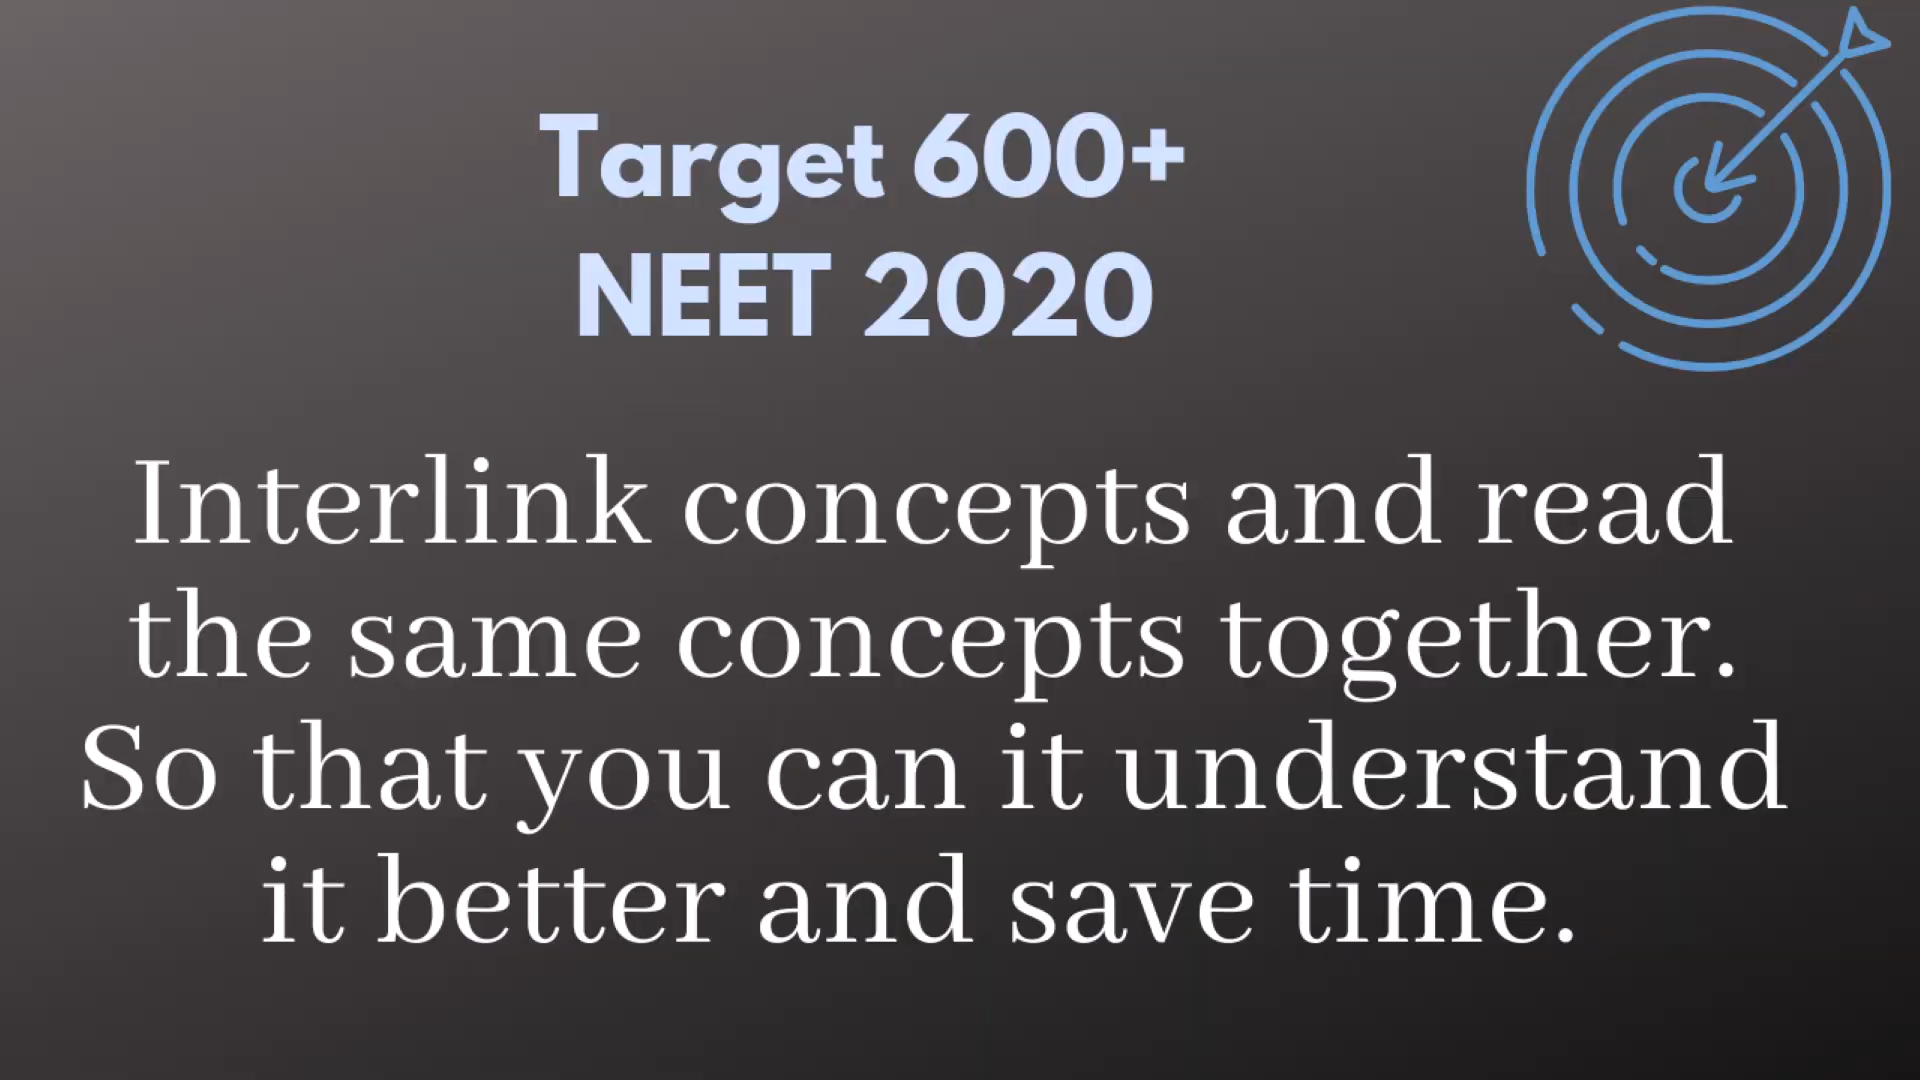 Target 600+
NEET 2020
Interlink concepts and read
the same concepts together.
So that you can it understand
it better and save time.